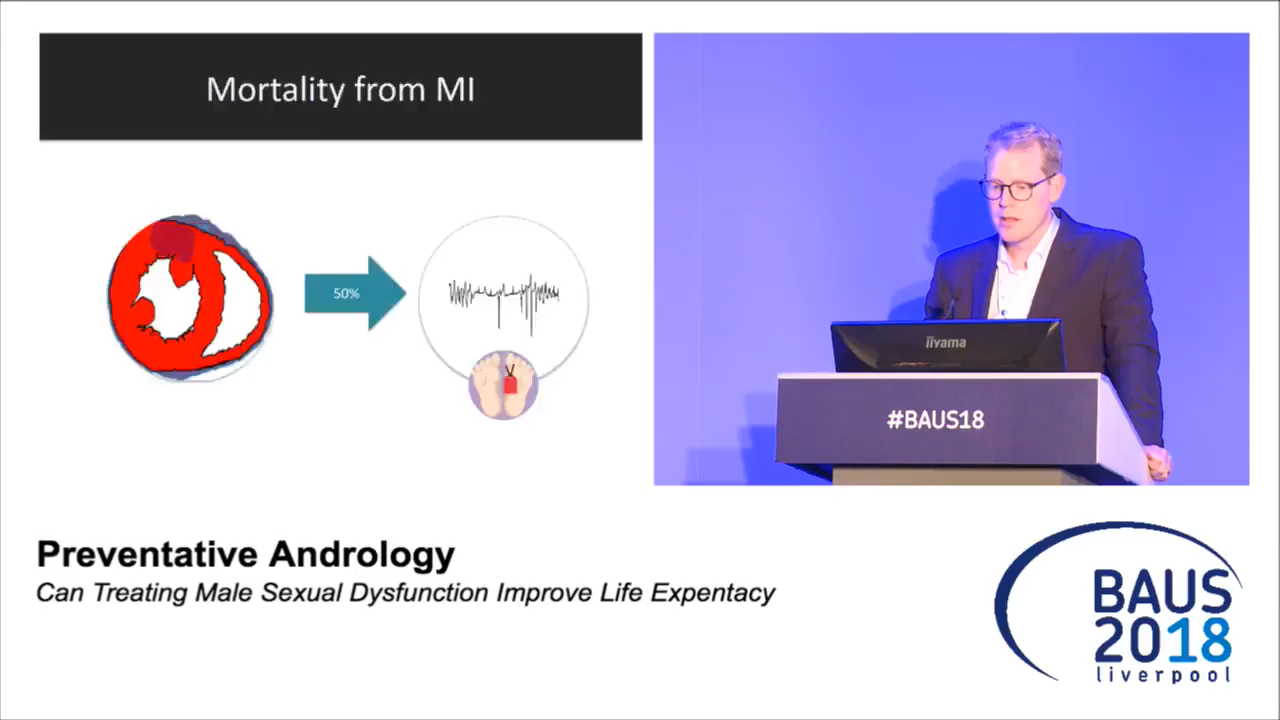 Mortality from MI
50%
iiyama
#BAUS18
Preventative Andrology
Can Treating Male Sexual Dysfunction Improve Life Expentacy
BAUS
2018
liverpool